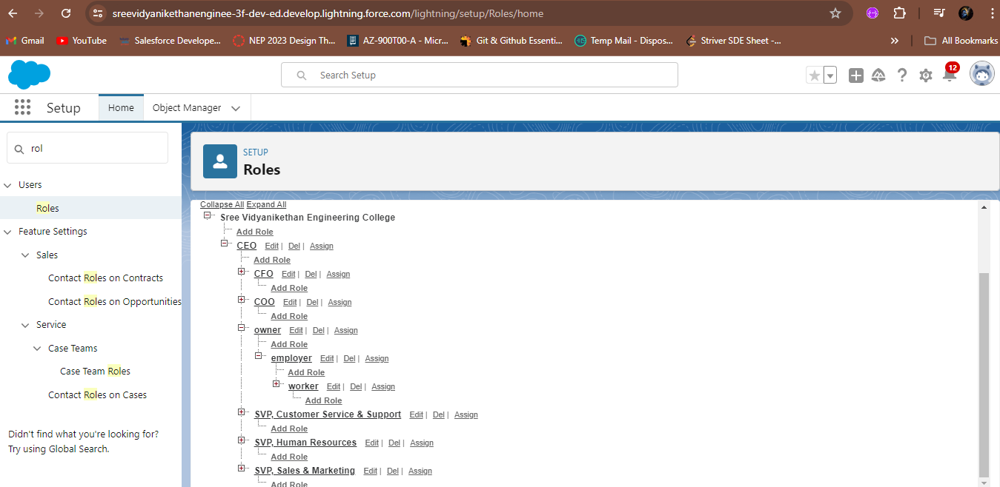 sreevidyanikethanenginee-3f-dev-ed.develop.lightning.force.com/lightning/setup/Roles/home
Gmail YouTube Salesforce Develope... NEP 2023 Design Th... AZ-900T00-A - Micr... Git & Github Essenti... Temp Mail - Dispos... Striver SDE Sheet -... » All Bookmarks
Search Setup 12
Setup Home Object Manager
rol
Users
Roles
Feature Settings
Sales
Contact Roles on Contracts
Contact Roles on Opportunities
Service
Case Teams
Case Team Roles
Contact Roles on Cases
Didn't find what you're looking for?
Try using Global Search.
SETUP
Roles
Collapse All Expand All
Sree Vidyanikethan Engineering College
Add Role
CEO Edit | Del | Assign
Add Role
CFO Edit | Del | Assign
Add Role
COO Edit | Del | Assign
Add Role
owner Edit | Del | Assign
Add Role
employer Edit | Del | Assign
Add Role
worker Edit | Del | Assign
Add Role
SVP, Customer Service & Support Edit | Del | Assign
Add Role
SVP, Human Resources Edit | Del | Assign
Add Role
SVP, Sales & Marketing Edit | Del | Assign
Add Role